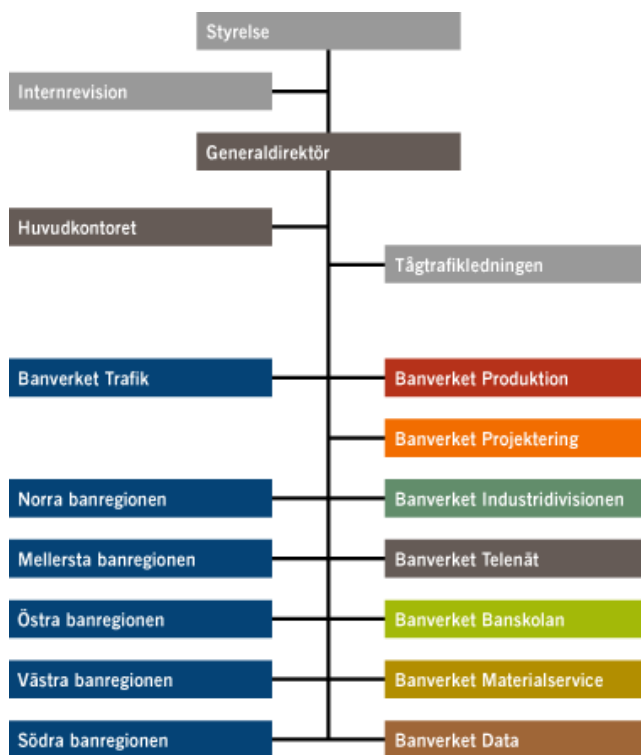 Styrelse
Internrevision
Generaldirektör
Huvudkontoret
Tågtrafikledningen
Banverket Trafik
Banverket Produktion
Banverket Projektering
Norra banregionen
Banverket Industridivisionen
Mellersta banregionen
Banverket Telenät
Östra banregionen
Banverket Banskolan
Västra banregionen
Banverket Materialservice
Södra banregionen
Banverket Data